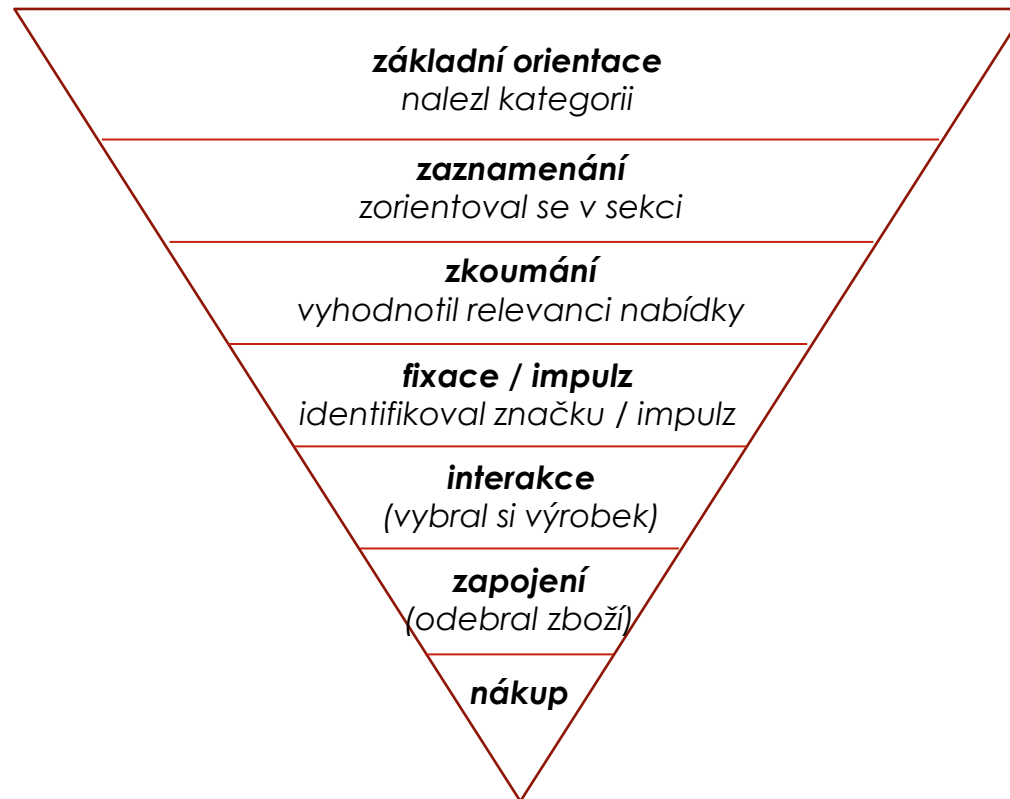 základní orientace
nalezl kategorii
zaznamenání
zorientoval se v sekci
zkoumání
vyhodnotil relevanci nabídky
fixace / impulz
identifikoval značku / impulz
interakce
(vybral si výrobek)
zapojení
(odebral zboží)
nákup